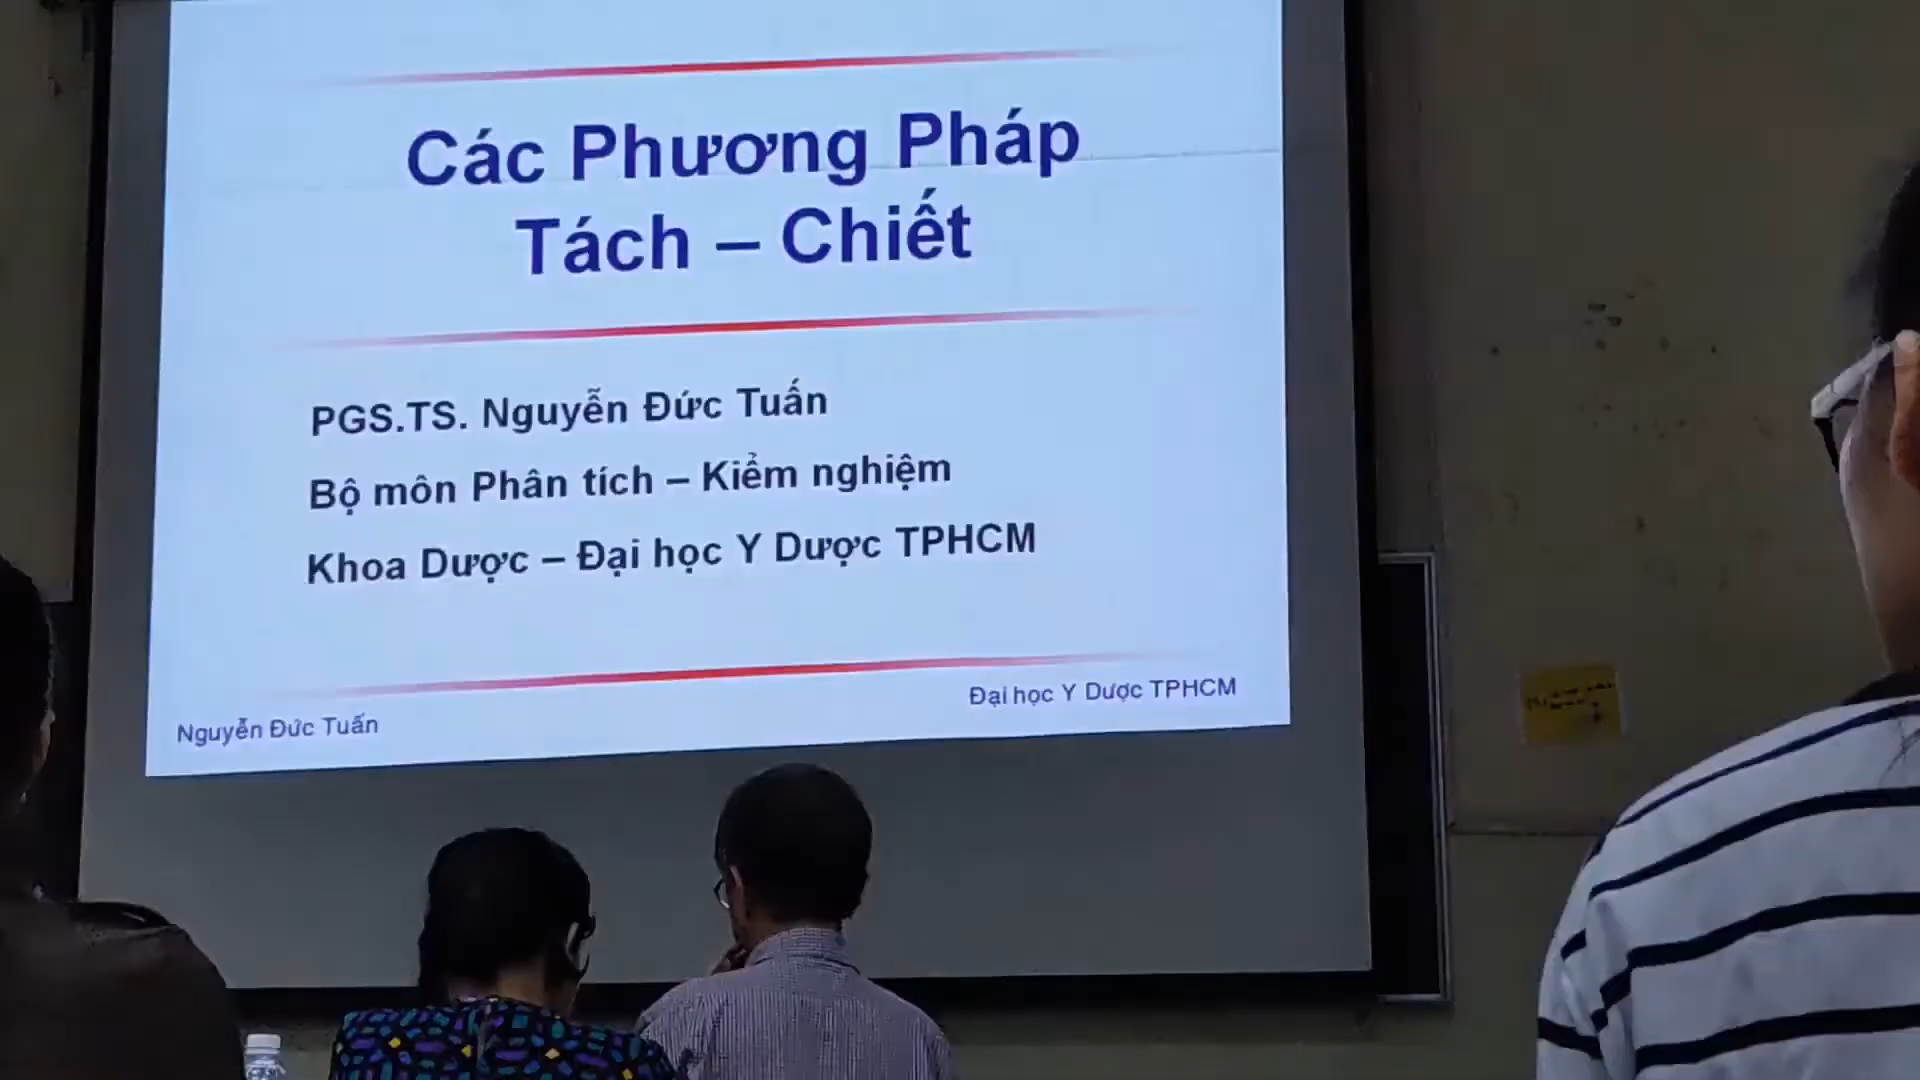 Các Phương Pháp
Tách – Chiết
PGS.TS. Nguyễn Đức Tuấn
Bộ môn Phân tích – Kiểm nghiệm
Khoa Dược – Đại học Y Dược TPHCM
Nguyễn Đức Tuấn
Đại học Y Dược TPHCM